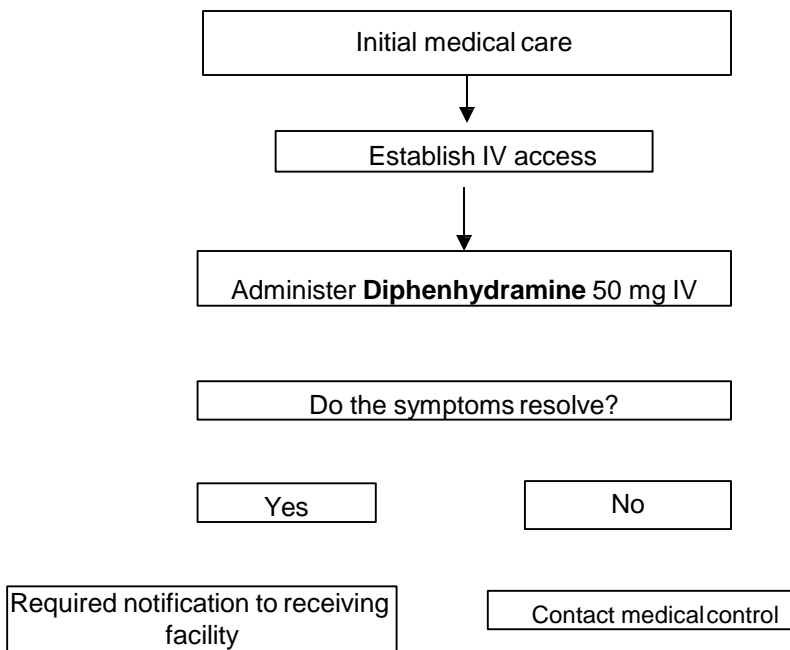 Initial medical care
Establish IV access
Administer Diphenhydramine 50 mg IV
Do the symptoms resolve?
Yes
No
Required notification to receiving
facility
Contact medical control